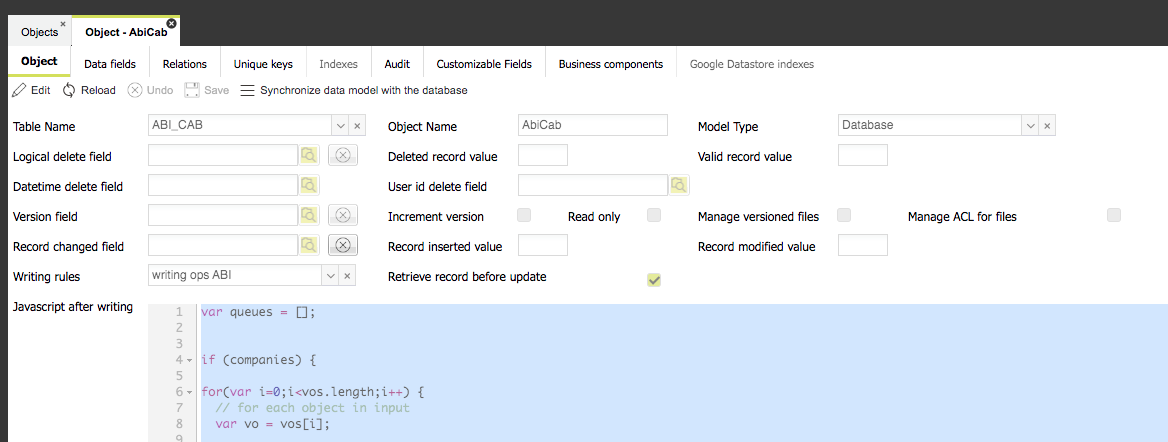 Objects
Object - AbiCab
Object Data fields Relations Unique keys Indexes Audit Customizable Fields Business components Google Datastore indexes
Edit Reload Undo Save Synchronize data model with the database
Table Name ABI_CAB Object Name AbiCab Model Type Database
Logical delete field Deleted record value Valid record value
Datetime delete field User id delete field
Version field Increment version Read only Manage versioned files Manage ACL for files
Record changed field Record inserted value Record modified value
Writing rules writing ops ABI Retrieve record before update
Javascript after writing
1 var queues = [];
2
3
4 if (companies) {
5
6 for(var i=0;i<vos.length;i++) {
7 // for each object in input
8 var vo = vos[i];
9